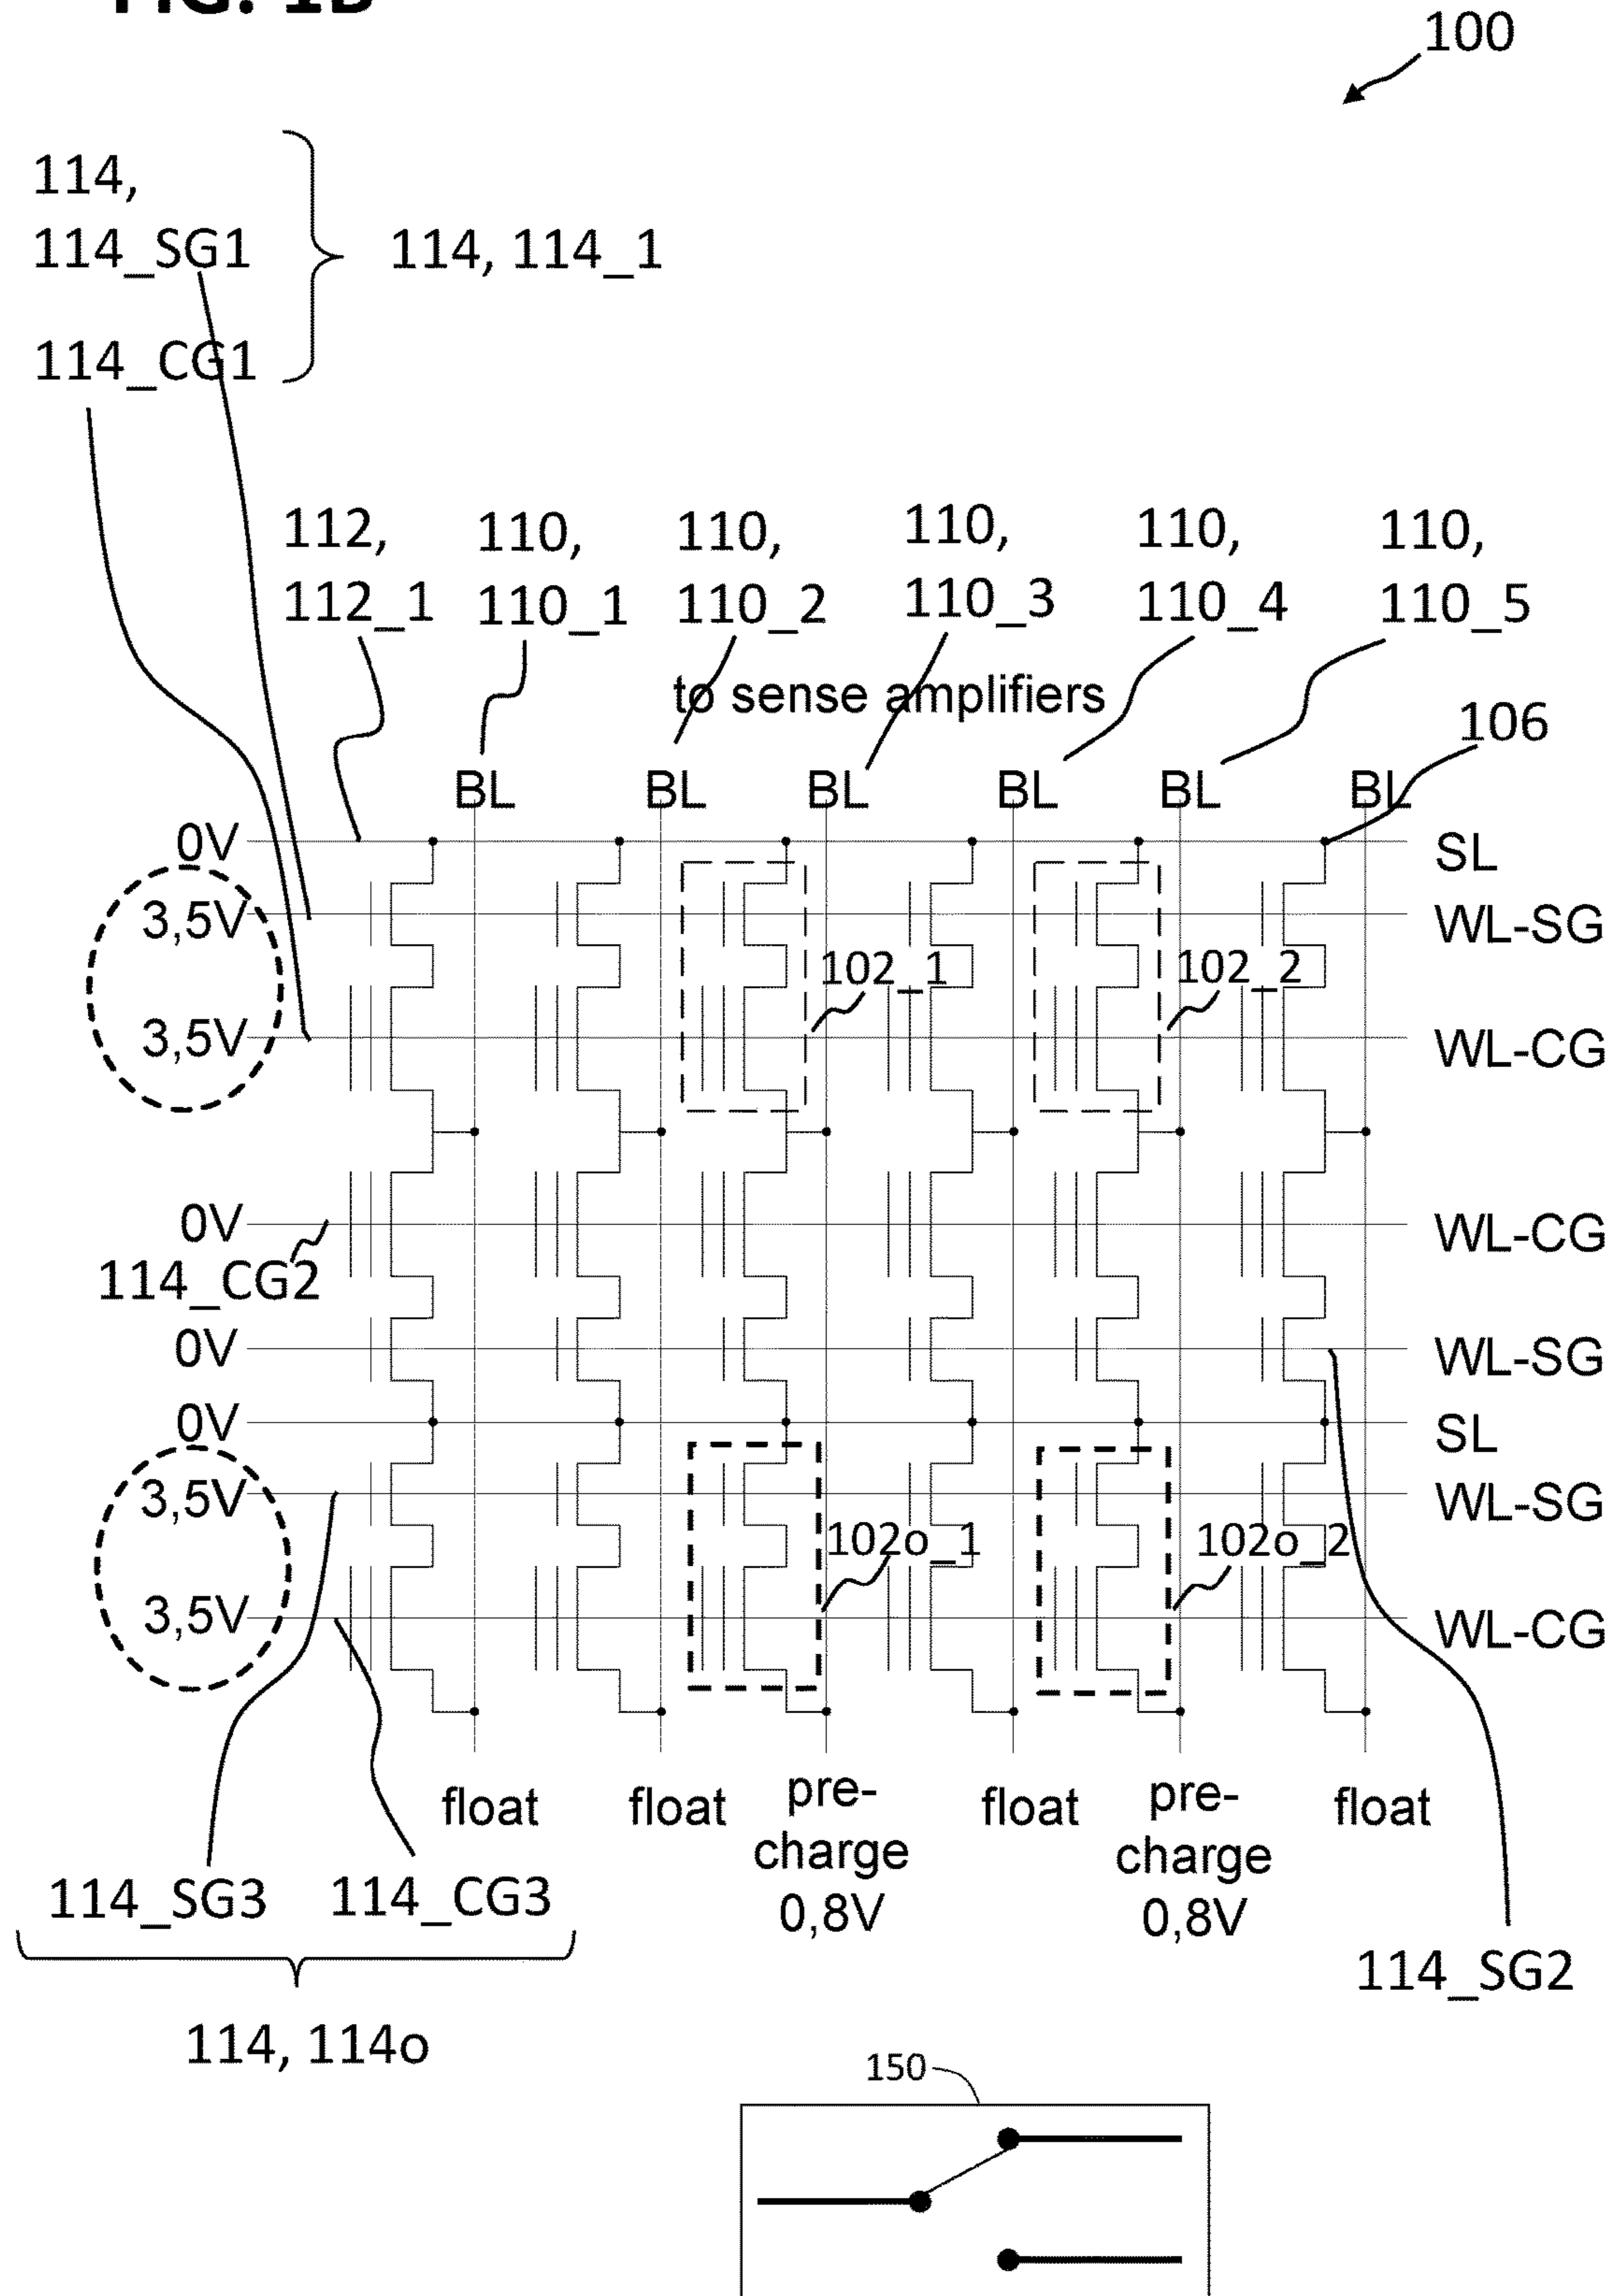 FIG. 1B
100
114,
114_SG1
114_CG1
114, 114_1
112,
112_1
110,
110_1
110,
110_2
110,
110_3
110,
110_4
110,
110_5
to sense amplifiers
106
BL BL BL BL BL BL
0V SL
3,5V WL-SG
102_1 102_2
3,5V WL-CG
0V WL-CG
114_CG2
0V WL-SG
0V SL
3,5V WL-SG
102o_1 102o_2
3,5V WL-CG
float
float
pre-
charge
0,8V
float
pre-
charge
0,8V
float
114_SG3 114_CG3
114_SG2
114, 114o
150